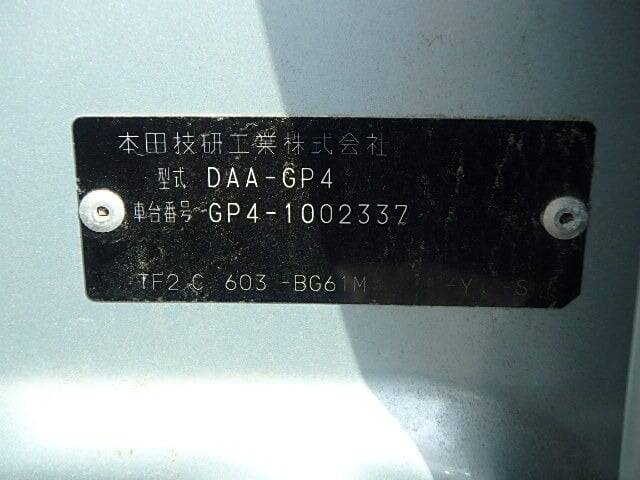 本田技研工業株式会社
型式 DAA-GP4
車台番号 GP4-1002337
TF2 C 603 -BG61M -Y -S